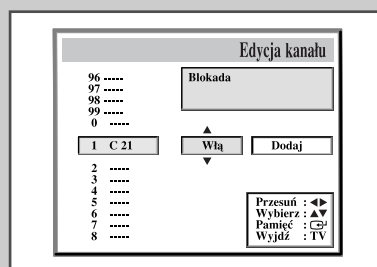 Edycja kanału
96 -----
97 -----
98 -----
99 -----
0 -----
Blokada
1 C 21
Włą
Dodaj
2 -----
3 -----
4 -----
5 -----
6 -----
7 -----
8 -----
Przesuń : ◀▶
Wybierz : ▲▼
Pamięć :
Wyjdź : TV